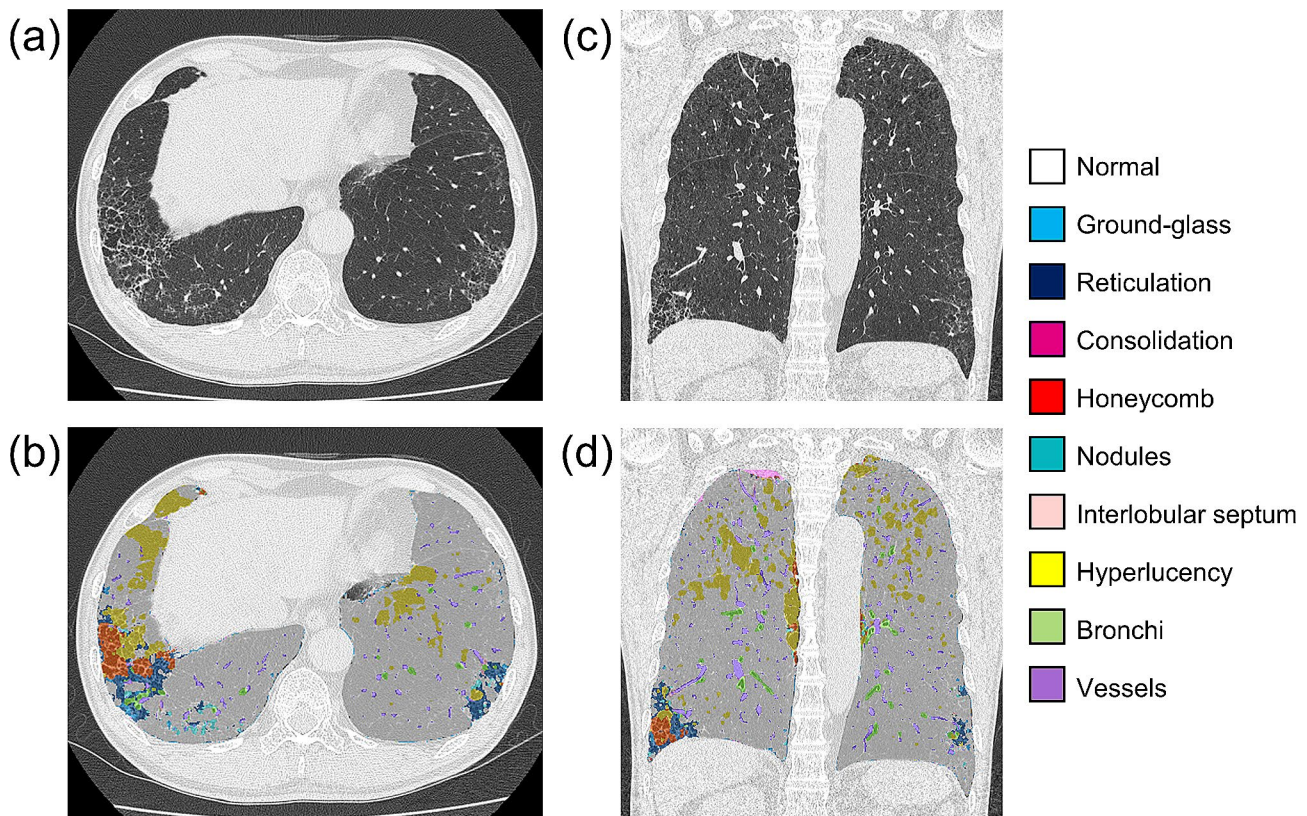 (a)
(c)
(b)
(d)
Normal
Ground-glass
Reticulation
Consolidation
Honeycomb
Nodules
Interlobular septum
Hyperlucency
Bronchi
Vessels